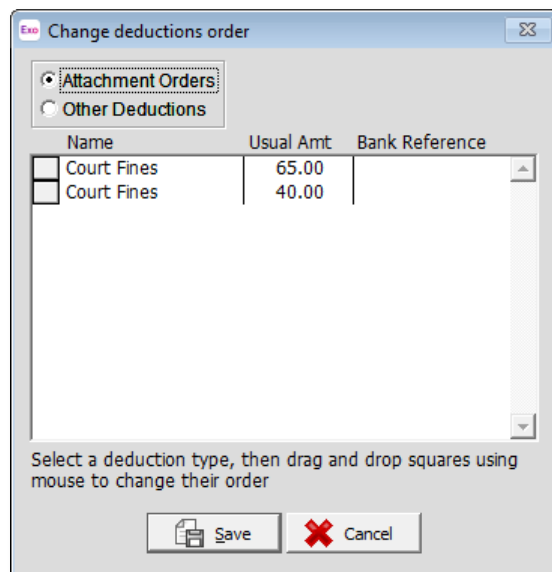 Exo Change deductions order
Attachment Orders
Other Deductions
Name Usual Amt Bank Reference
Court Fines 65.00
Court Fines 40.00
Select a deduction type, then drag and drop squares using
mouse to change their order
Save Cancel